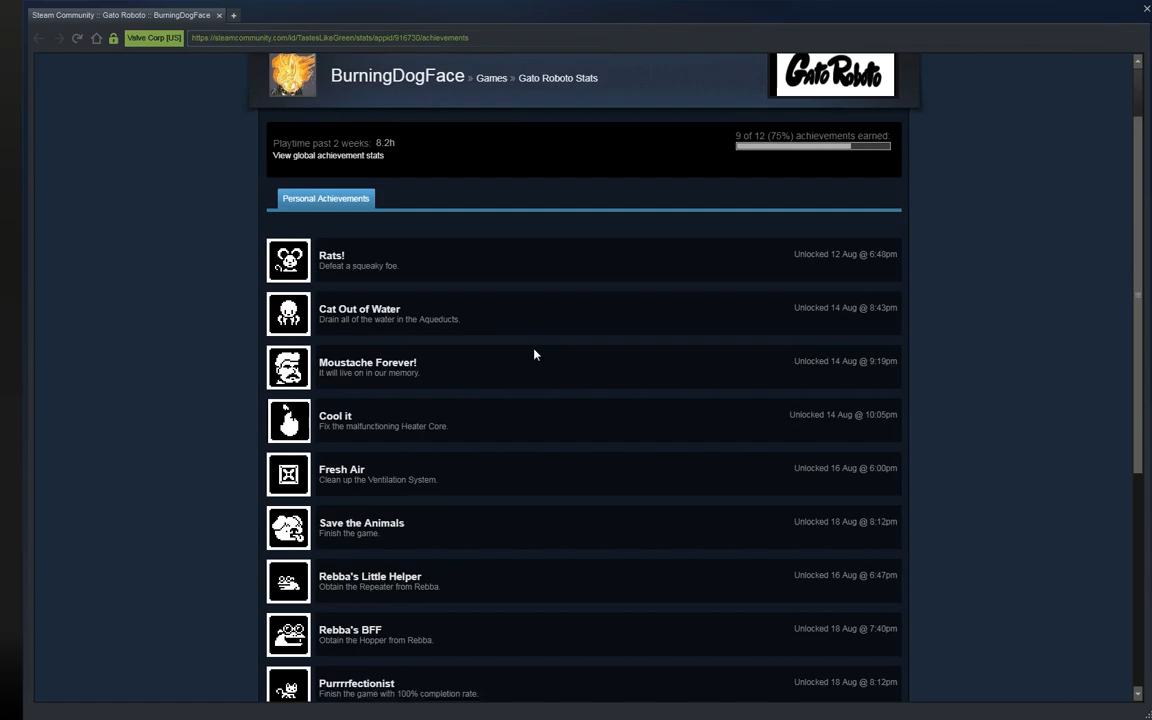 Steam Community :: Gato Roboto :: BurningDogFace
Valve Corp [US]
https://steamcommunity.com/id/TastesLikeGreen/stats/appid/916730/achievements
BurningDogFace » Games » Gato Roboto Stats
Gato Roboto
Playtime past 2 weeks: 8.2h
View global achievement stats
9 of 12 (75%) achievements earned:
Personal Achievements
Rats!
Defeat a squeaky foe.
Unlocked 12 Aug @ 6:48pm
Cat Out of Water
Drain all of the water in the Aqueducts.
Unlocked 14 Aug @ 8:43pm
Moustache Forever!
It will live on in our memory.
Unlocked 14 Aug @ 9:19pm
Cool it
Fix the malfunctioning Heater Core.
Unlocked 14 Aug @ 10:05pm
Fresh Air
Clean up the Ventilation System.
Unlocked 16 Aug @ 6:00pm
Save the Animals
Finish the game.
Unlocked 18 Aug @ 8:12pm
Rebba's Little Helper
Obtain the Repeater from Rebba.
Unlocked 16 Aug @ 6:47pm
Rebba's BFF
Obtain the Hopper from Rebba.
Unlocked 18 Aug @ 7:40pm
Purrrrfectionist
Finish the game with 100% completion rate.
Unlocked 18 Aug @ 8:12pm